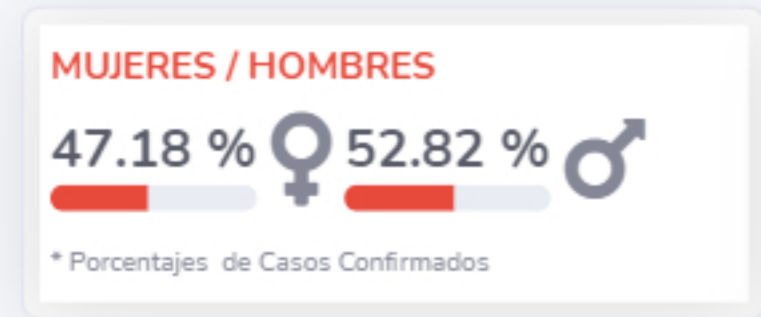 MUJERES / HOMBRES
47.18 % 52.82 %
* Porcentajes de Casos Confirmados